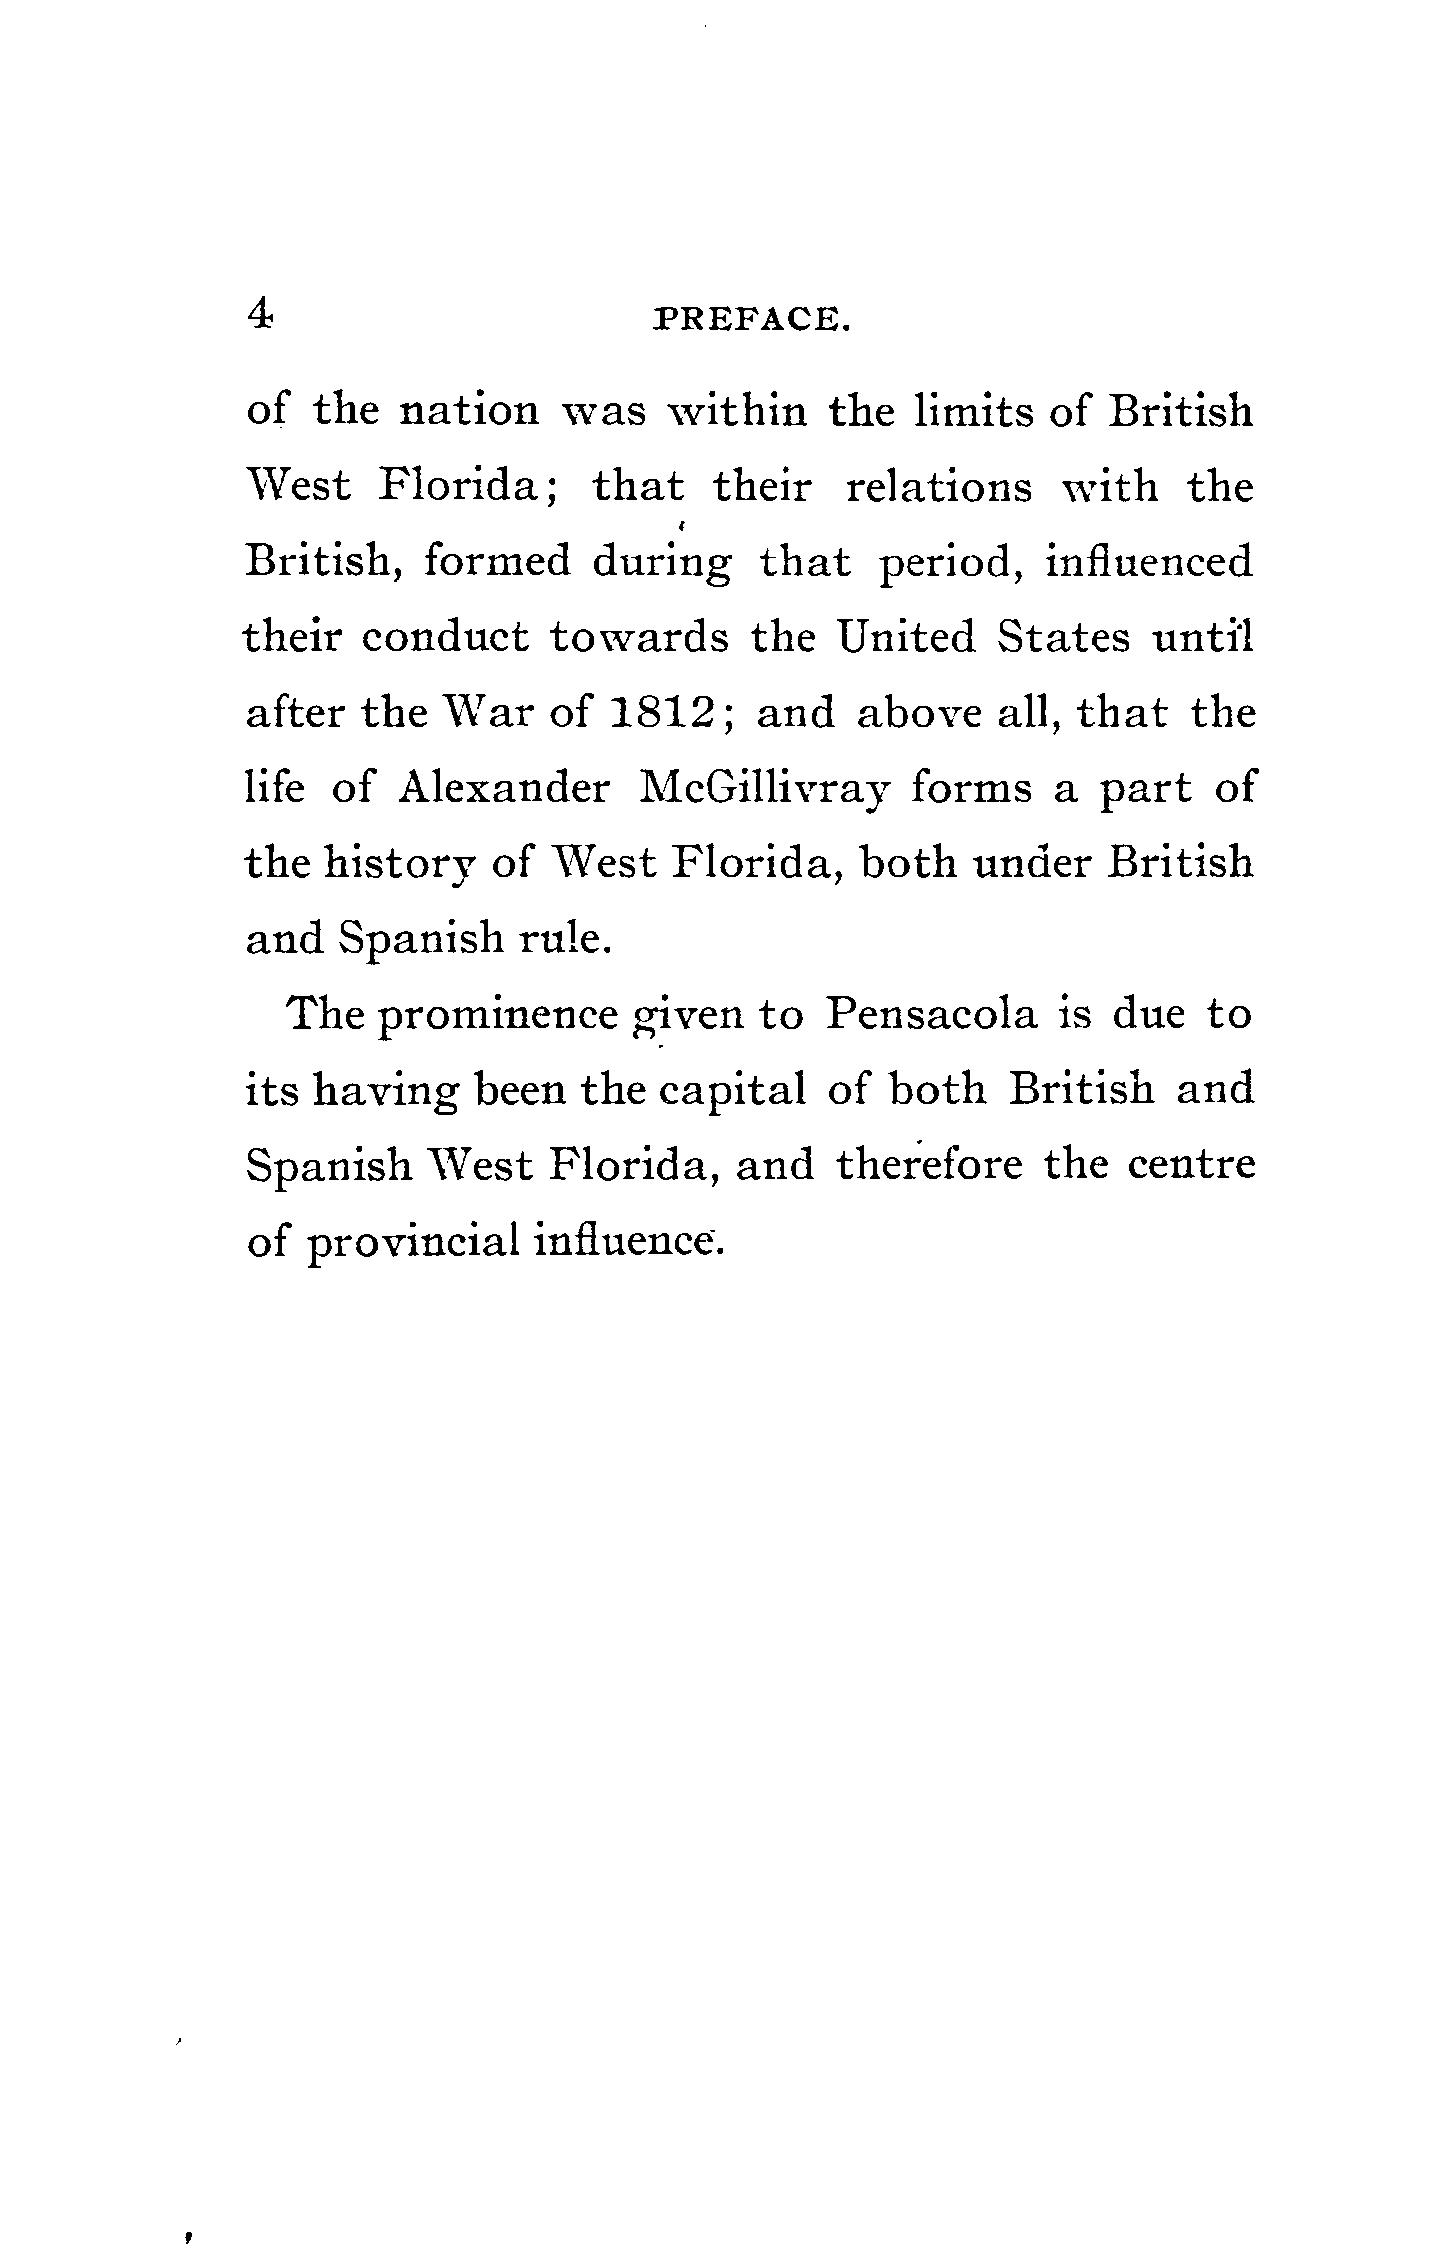 4 PREFACE.
of the nation was within the limits of British
West Florida; that their relations with the
British, formed during that period, influenced
their conduct towards the United States until
after the War of 1812; and above all, that the
life of Alexander McGillivray forms a part of
the history of West Florida, both under British
and Spanish rule.
The prominence given to Pensacola is due to
its having been the capital of both British and
Spanish West Florida, and therefore the centre
of provincial influence.